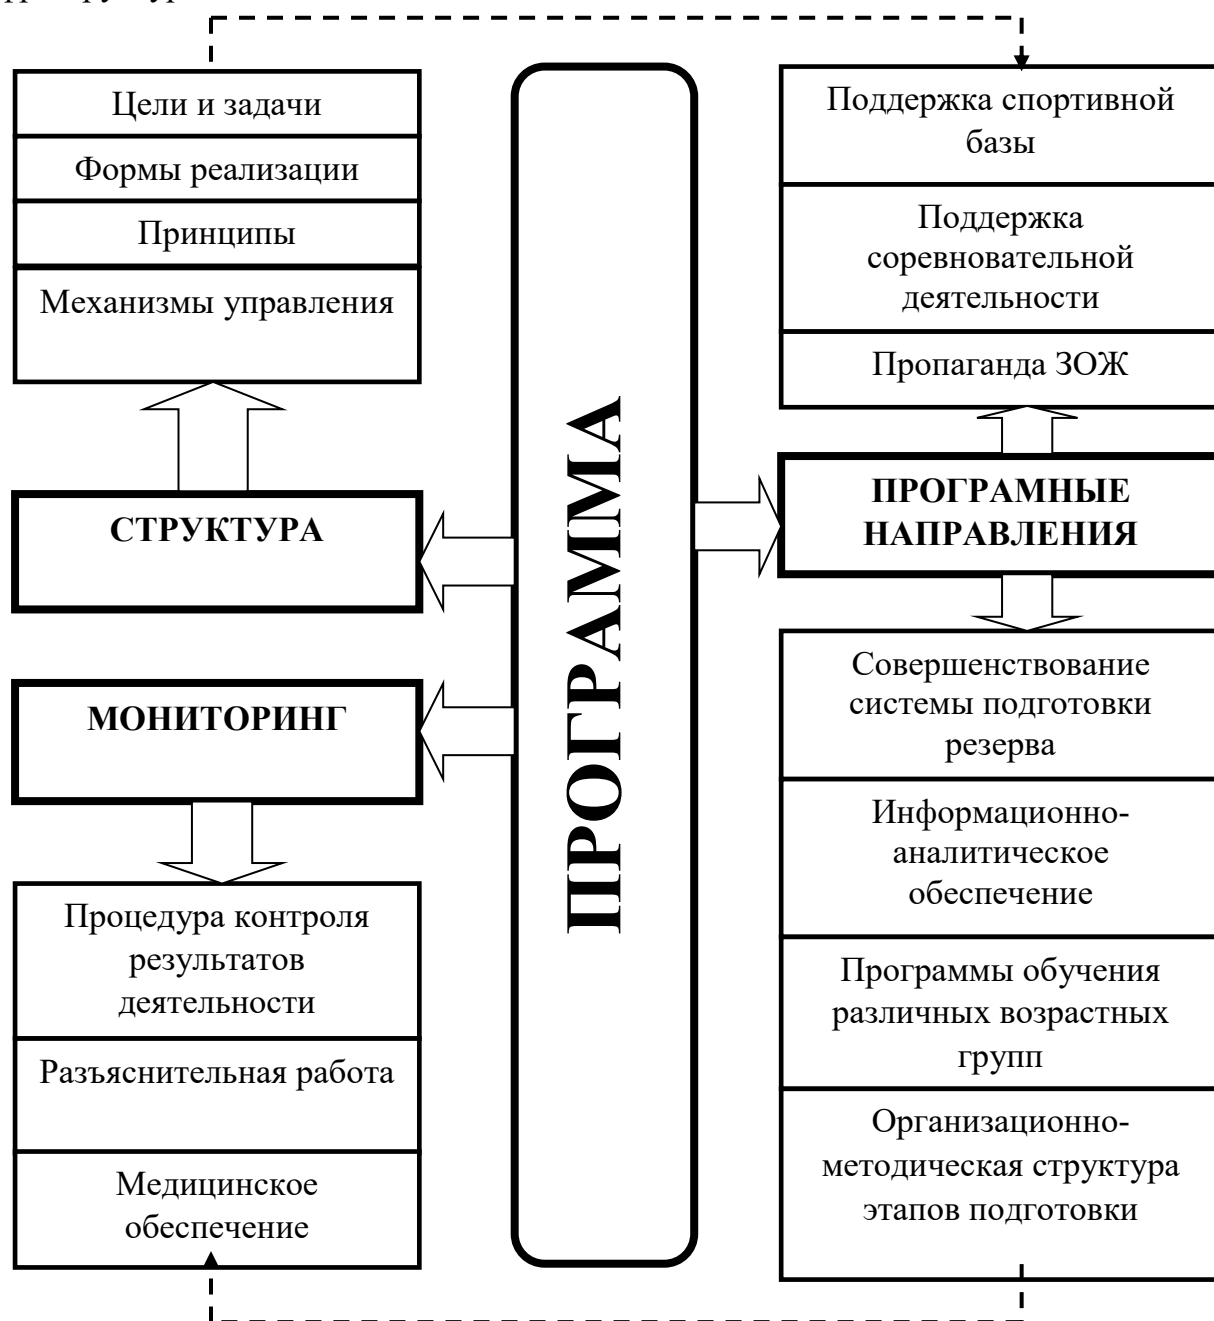 Цели и задачи
Формы реализации
Принципы
Механизмы управления
СТРУКТУРА
МОНИТОРИНГ
Процедура контроля
результатов
деятельности
Разъяснительная работа
Медицинское
обеспечение
ПРОГРАММА
Поддержка спортивной
базы
Поддержка
соревновательной
деятельности
Пропаганда ЗОЖ
ПРОГРАМНЫЕ
НАПРАВЛЕНИЯ
Совершенствование
системы подготовки
резерва
Информационно-
аналитическое
обеспечение
Программы обучения
различных возрастных
групп
Организационно-
методическая структура
этапов подготовки